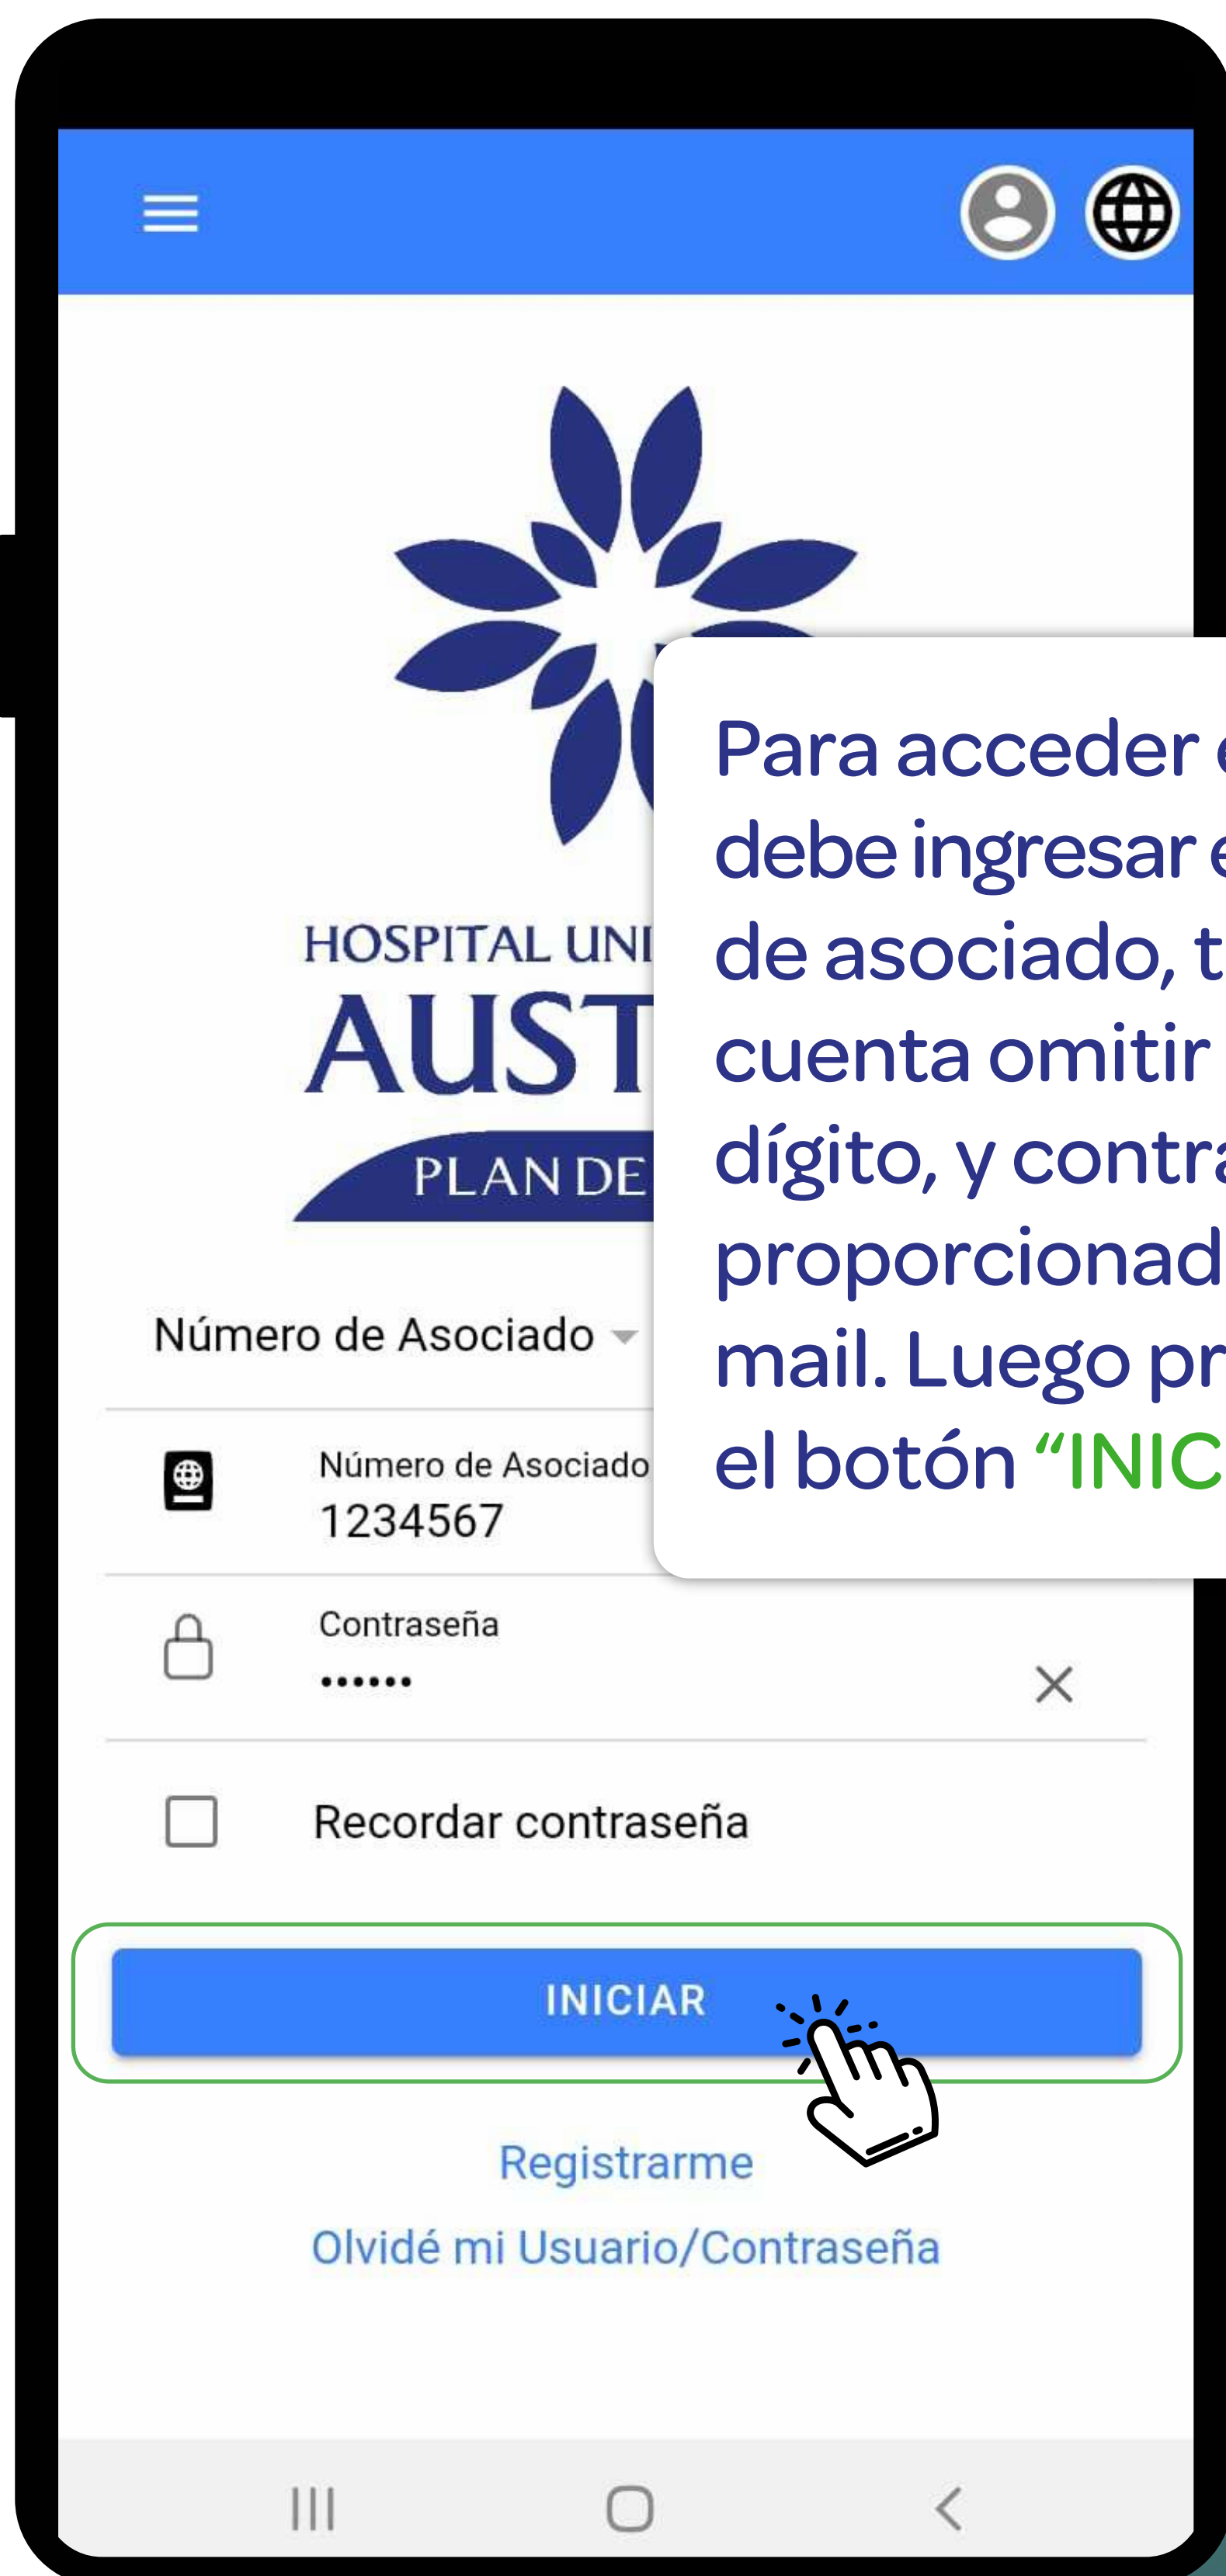 HOSPITAL UNI
AUST
PLAN DE
Para acceder
debe ingresar
de asociado,
cuenta omitir
dígito, y contra
proporcionad
mail. Luego pr
el botón “INIC
Número de Asociado
Número de Asociado
1234567
Contraseña
••••••
Recordar contraseña
INICIAR
Registrarme
Olvidé mi Usuario/Contraseña